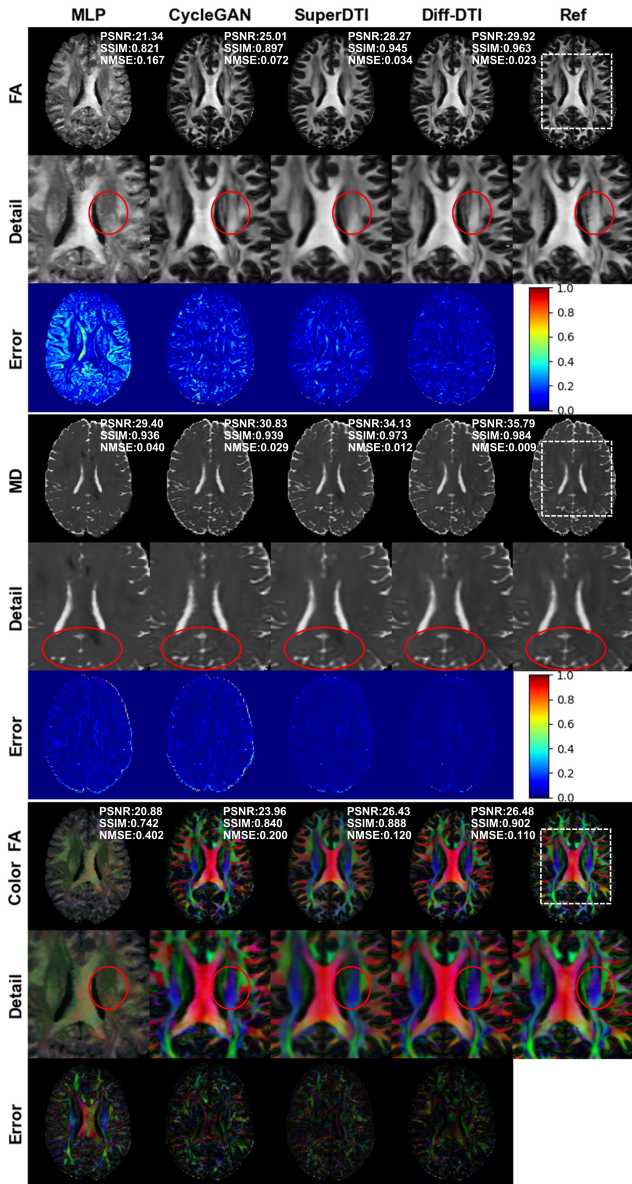 MLP CycleGAN SuperDTI Diff-DTI Ref
FA
PSNR:21.34 PSNR:25.01 PSNR:28.27 PSNR:29.92
SSIM:0.821 SSIM:0.897 SSIM:0.945 SSIM:0.963
NMSE:0.167 NMSE:0.072 NMSE:0.034 NMSE:0.023
Detail
Error
1.0
0.8
0.6
0.4
0.2
0.0
MD
PSNR:29.40 PSNR:30.83 PSNR:34.13 PSNR:35.79
SSIM:0.936 SSIM:0.939 SSIM:0.973 SSIM:0.984
NMSE:0.040 NMSE:0.029 NMSE:0.012 NMSE:0.009
Detail
Error
1.0
0.8
0.6
0.4
0.2
0.0
Color FA
PSNR:20.88 PSNR:23.96 PSNR:26.43 PSNR:26.48
SSIM:0.742 SSIM:0.840 SSIM:0.888 SSIM:0.902
NMSE:0.402 NMSE:0.200 NMSE:0.120 NMSE:0.110
Detail
Error